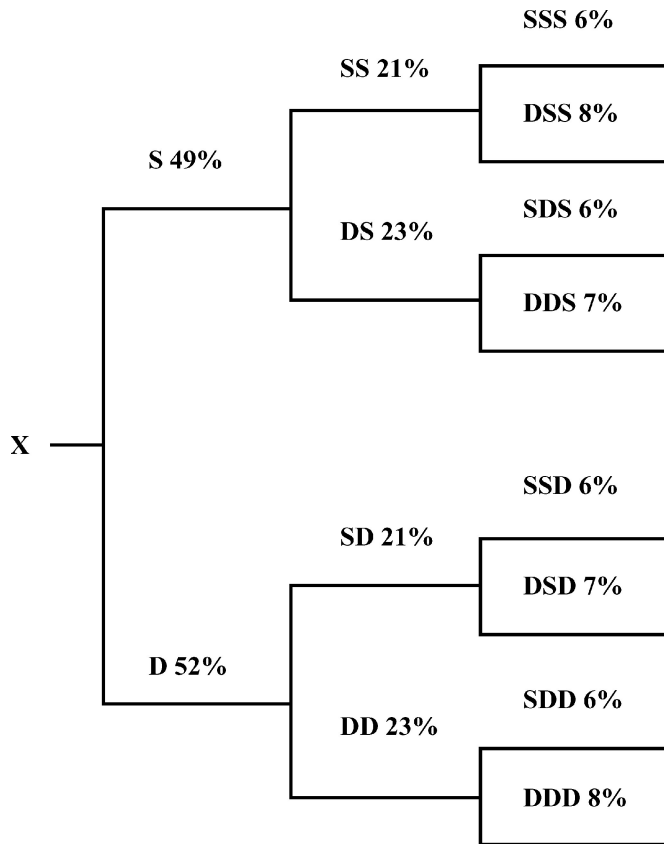 SSS 6%
SS 21%
DSS 8%
S 49%
SDS 6%
DS 23%
DDS 7%
X
SSD 6%
SD 21%
DSD 7%
D 52%
SDD 6%
DD 23%
DDD 8%